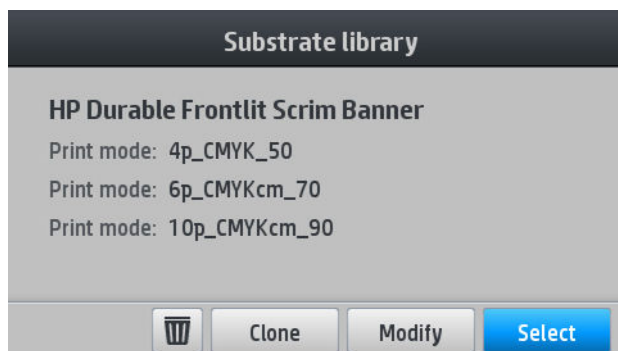 Substrate library
HP Durable Frontlit Scrim Banner
Print mode: 4p_CMYK_50
Print mode: 6p_CMYKcm_70
Print mode: 10p_CMYKcm_90
Clone Modify Select